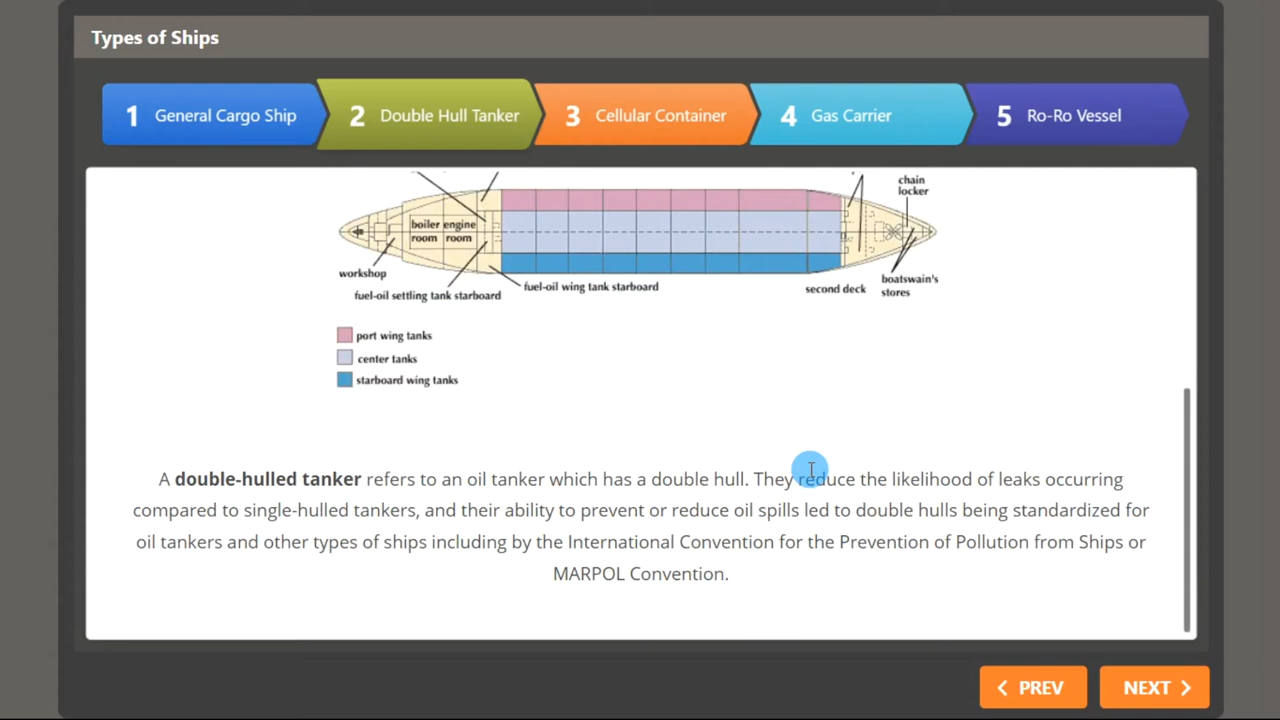 Types of Ships
1 General Cargo Ship
2 Double Hull Tanker
3 Cellular Container
4 Gas Carrier
5 Ro-Ro Vessel
chain
locker
boiler engine
room room
workshop
fuel-oil settling tank starboard
fuel-oil wing tank starboard
second deck
boatswain's
stores
port wing tanks
center tanks
starboard wing tanks
A double-hulled tanker refers to an oil tanker which has a double hull. They reduce the likelihood of leaks occurring
compared to single-hulled tankers, and their ability to prevent or reduce oil spills led to double hulls being standardized for
oil tankers and other types of ships including by the International Convention for the Prevention of Pollution from Ships or
MARPOL Convention.
PREV
NEXT